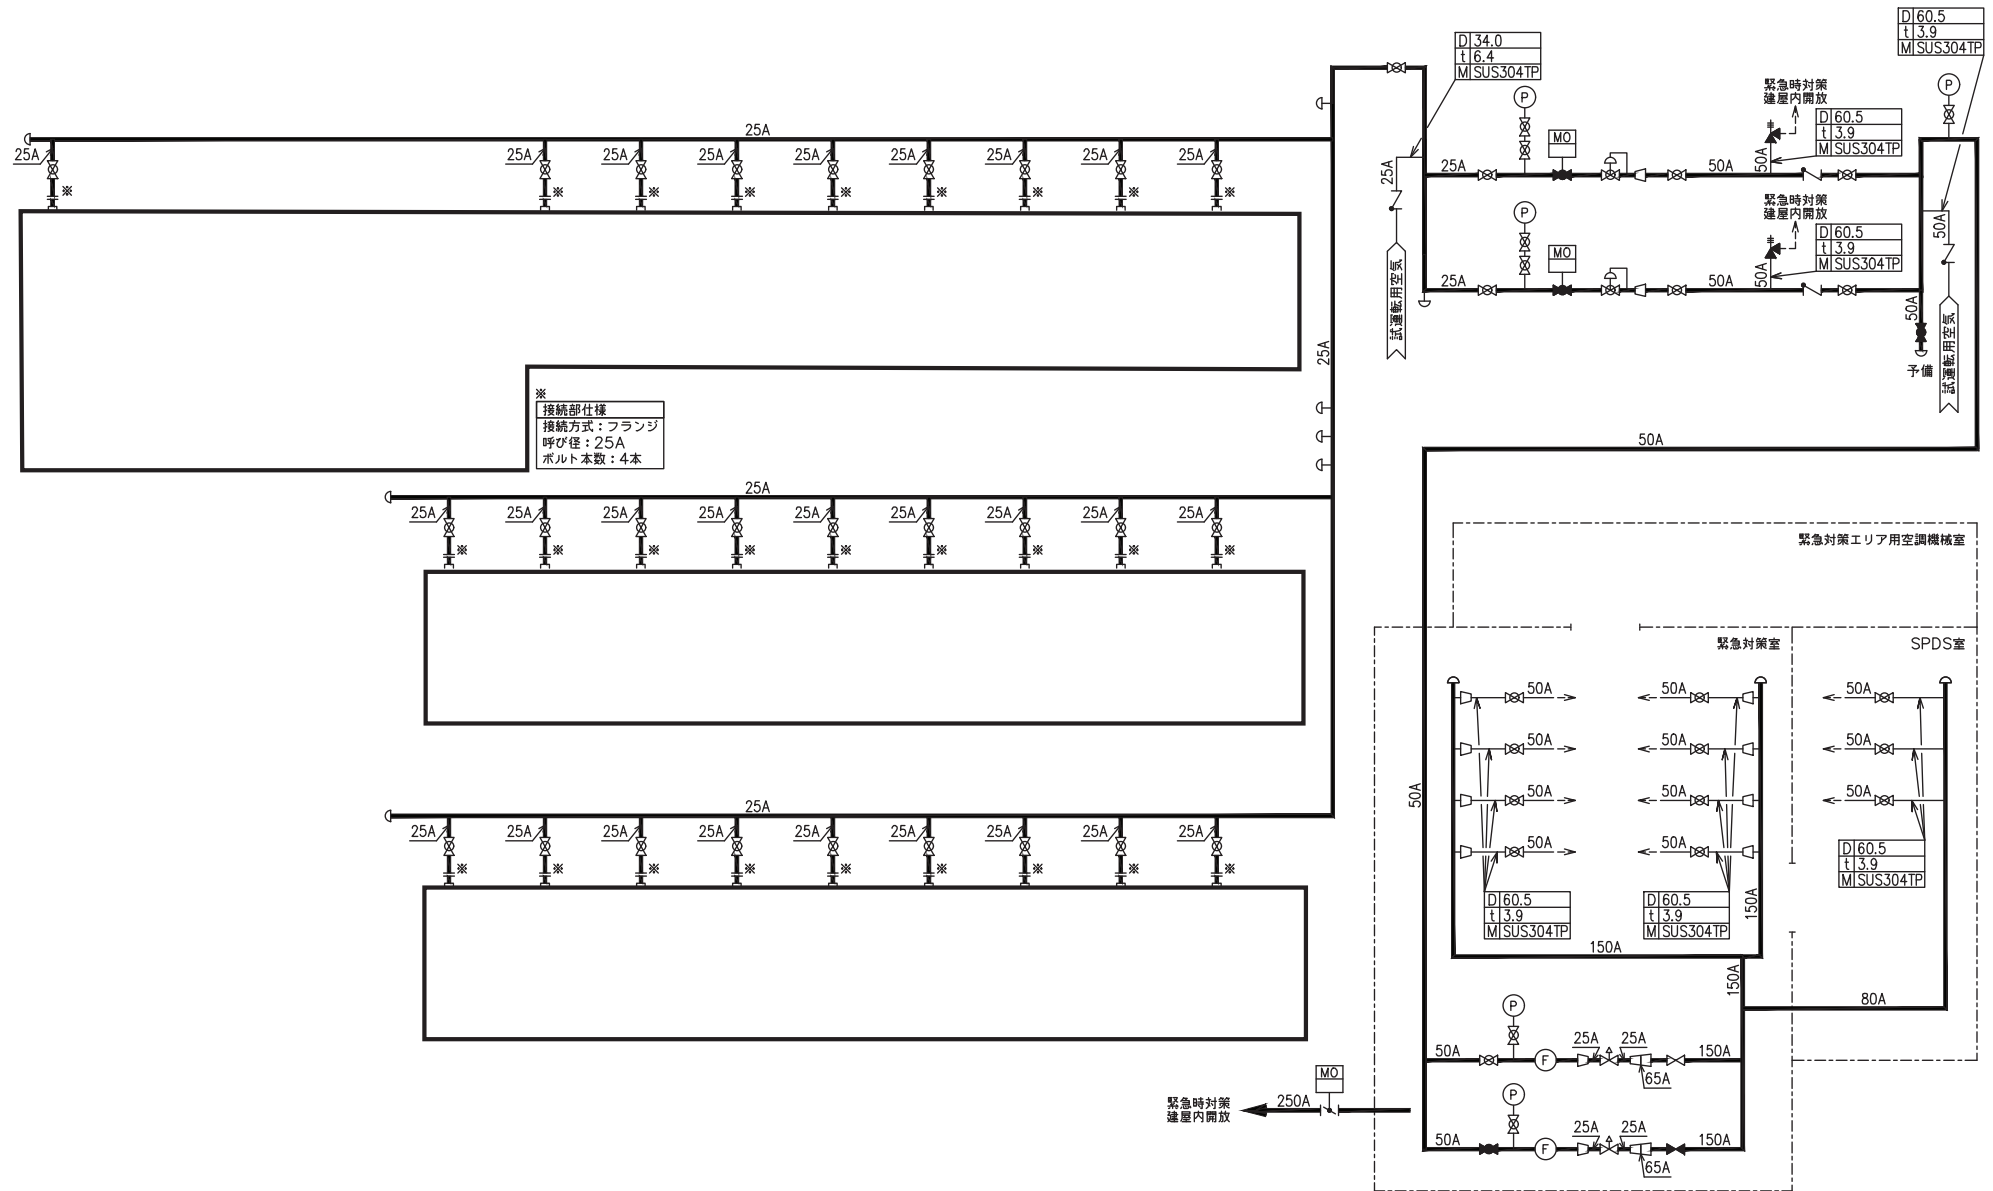 D 60.5
t 3.9
M SUS304TP
D 34.0
t 6.4
M SUS304TP
緊急時対策
建屋内開放
P
P
D 60.5
t 3.9
M SUS304TP
25A
MO
25A 25A 25A 25A 25A 25A 25A 25A 25A
25A
50A
50A
25A
50A
※ ※ ※ ※ ※ ※ ※ ※ ※
緊急時対策
建屋内開放
P
D 60.5
t 3.9
M SUS304TP
50A
MO
25A
50A
50A
50A
試運転用空気
試運転用空気
25A
予備
※
接続部仕様
接続方式：フランジ
呼び径：25A
ボルト本数：4本
50A
25A
25A 25A 25A 25A 25A 25A 25A 25A 25A
※ ※ ※ ※ ※ ※ ※ ※ ※
緊急対策エリア用空調機械室
緊急対策室
SPDS室
50A 50A 50A
50A 50A 50A
50A 50A 50A
50A
25A
25A 25A 25A 25A 25A 25A 25A 25A 25A
50A 50A
※ ※ ※ ※ ※ ※ ※ ※ ※
D 60.5
t 3.9
M SUS304TP
D 60.5
t 3.9
M SUS304TP
D 60.5
t 3.9
M SUS304TP
150A
150A
150A
80A
P
50A
F
25A
25A
150A
65A
MO
250A
緊急時対策
建屋内開放
P
50A
F
25A
25A
150A
65A